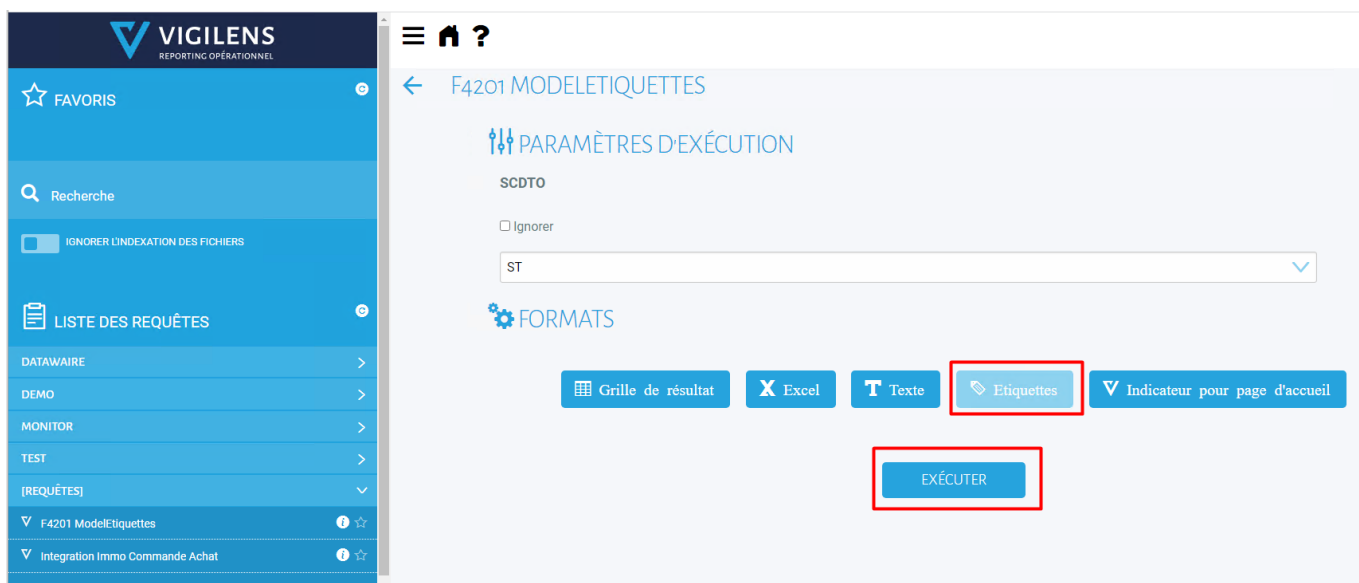 VIGILENS
REPORTING OPÉRATIONNEL
FAVORIS
Recherche
IGNORER L'INDEXATION DES FICHIERS
LISTE DES REQUÊTES
DATAWAIRE
DEMO
MONITOR
TEST
[REQUÊTES]
F4201 ModelEtiquettes
Integration Immo Commande Achat
F4201 MODELETIQUETTES
PARAMÈTRES D'EXÉCUTION
SCDTO
Ignorer
ST
FORMATS
Grille de résultat
X Excel
T Texte
Etiquettes
Indicateur pour page d'accueil
EXÉCUTER